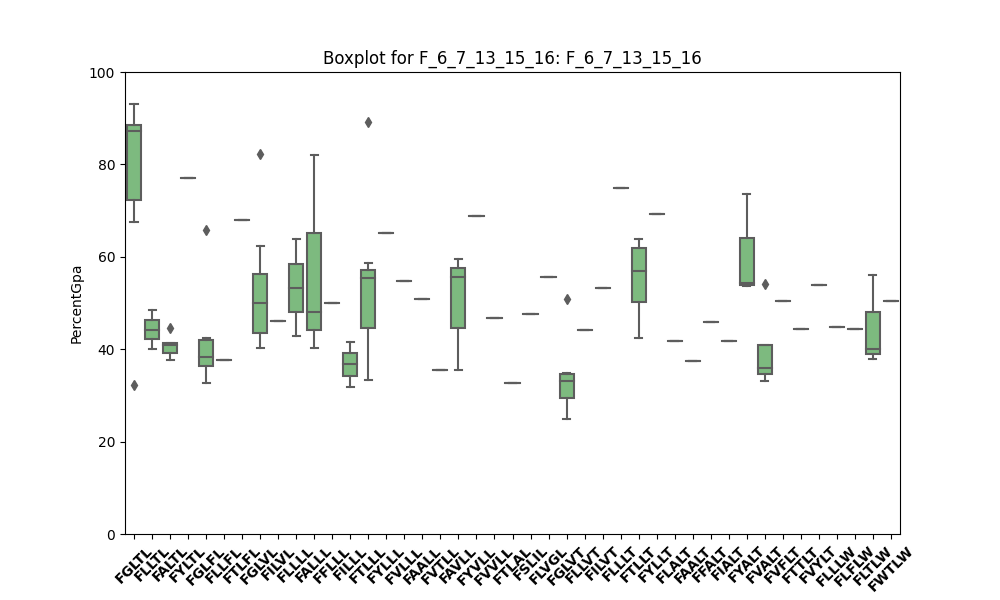 Boxplot for F_6_7_13_15_16: F_6_7_13_15_16
PercentGpa
100
80
60
40
20
0
FGLTL
FLLTL
FALTL
FYLTL
FGLFL
FLLFL
FTLFL
FGLVL
FILVL
FLLLL
FALLL
FFLLL
FILLL
FTLLL
FYLLL
FVLLL
FAALL
FVTLL
FAVLL
FYVLL
FVVLL
FTLAL
FSLIL
FLVGL
FGLVT
FLLVT
FILVT
FLLLT
FTLLT
FYLLT
FLALT
FAALT
FFALT
FIALT
FYALT
FVALT
FVFLT
FTTLT
FVYLT
FLLLW
FLFLW
FLTLW
FWTLW